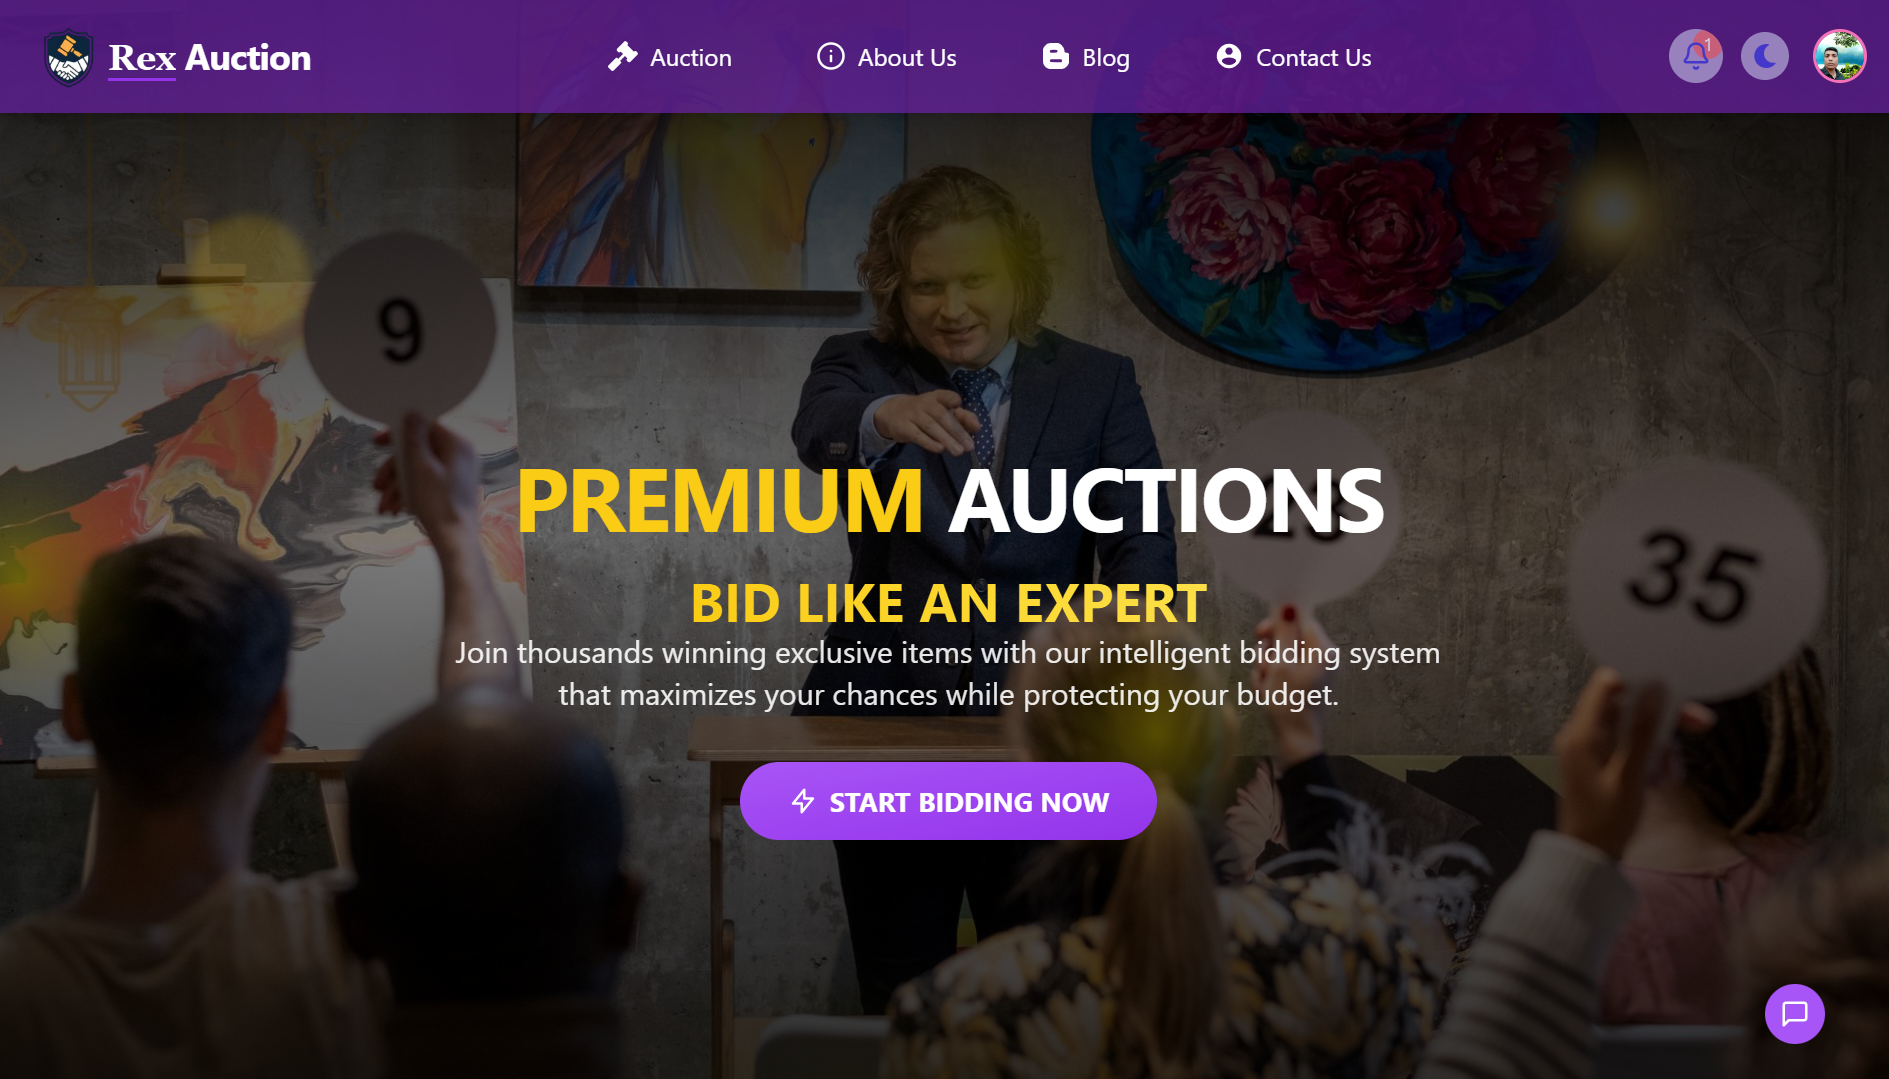 Rex Auction
Auction
About Us
Blog
Contact Us
1
9
35
PREMIUM AUCTIONS
BID LIKE AN EXPERT
Join thousands winning exclusive items with our intelligent bidding system
that maximizes your chances while protecting your budget.
START BIDDING NOW